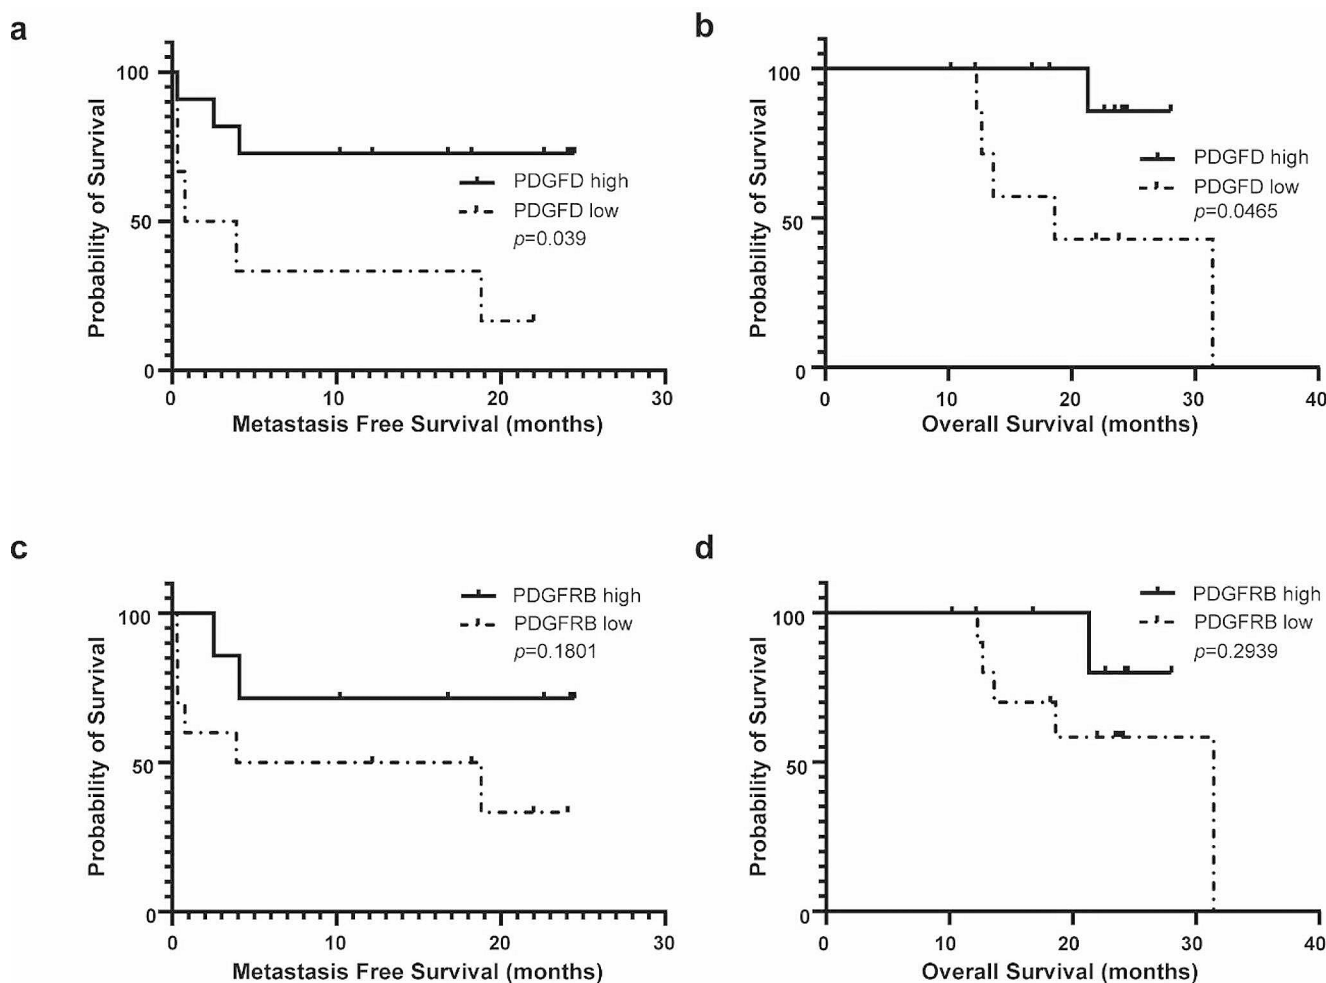 a
100
50
0
0
10
20
30
Probability of Survival
Metastasis Free Survival (months)
PDGFD high
PDGFD low
p=0.039
b
100
50
0
0
10
20
30
40
Probability of Survival
Overall Survival (months)
PDGFD high
PDGFD low
p=0.0465
c
100
50
0
0
10
20
30
Probability of Survival
Metastasis Free Survival (months)
PDGFRB high
PDGFRB low
p=0.1801
d
100
50
0
0
10
20
30
40
Probability of Survival
Overall Survival (months)
PDGFRB high
PDGFRB low
p=0.2939